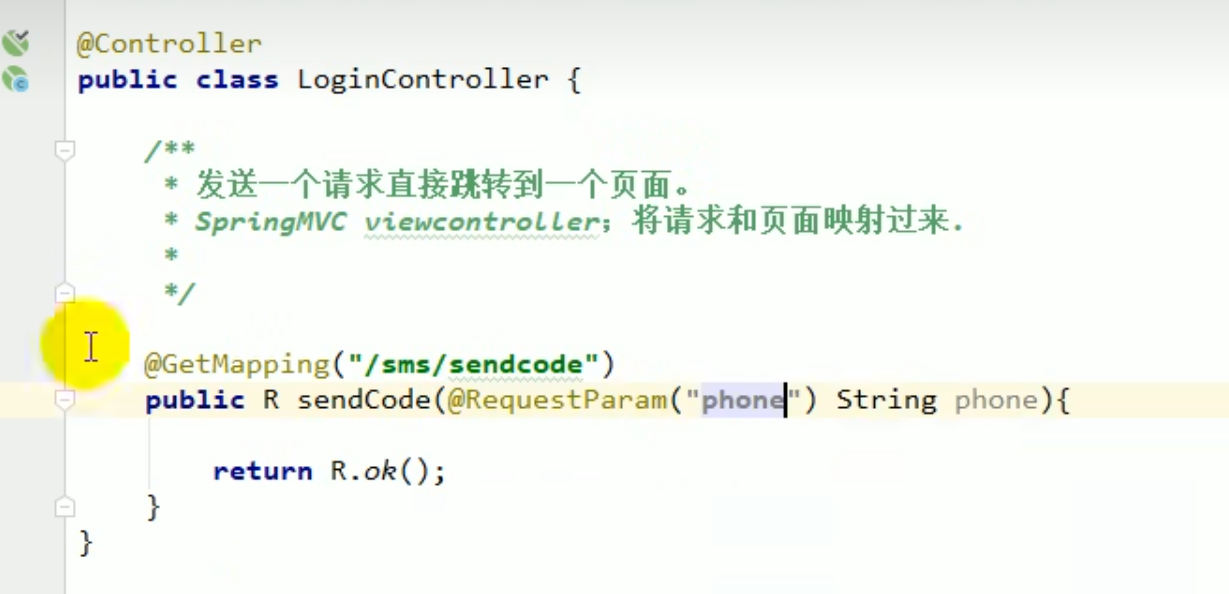 @Controller
public class LoginController {
/**
* 发送一个请求直接跳转到一个页面。
* SpringMVC viewcontroller；将请求和页面映射过来.
*
*/
@GetMapping("/sms/sendcode")
public R sendCode(@RequestParam("phone") String phone){
return R.ok();
}
}